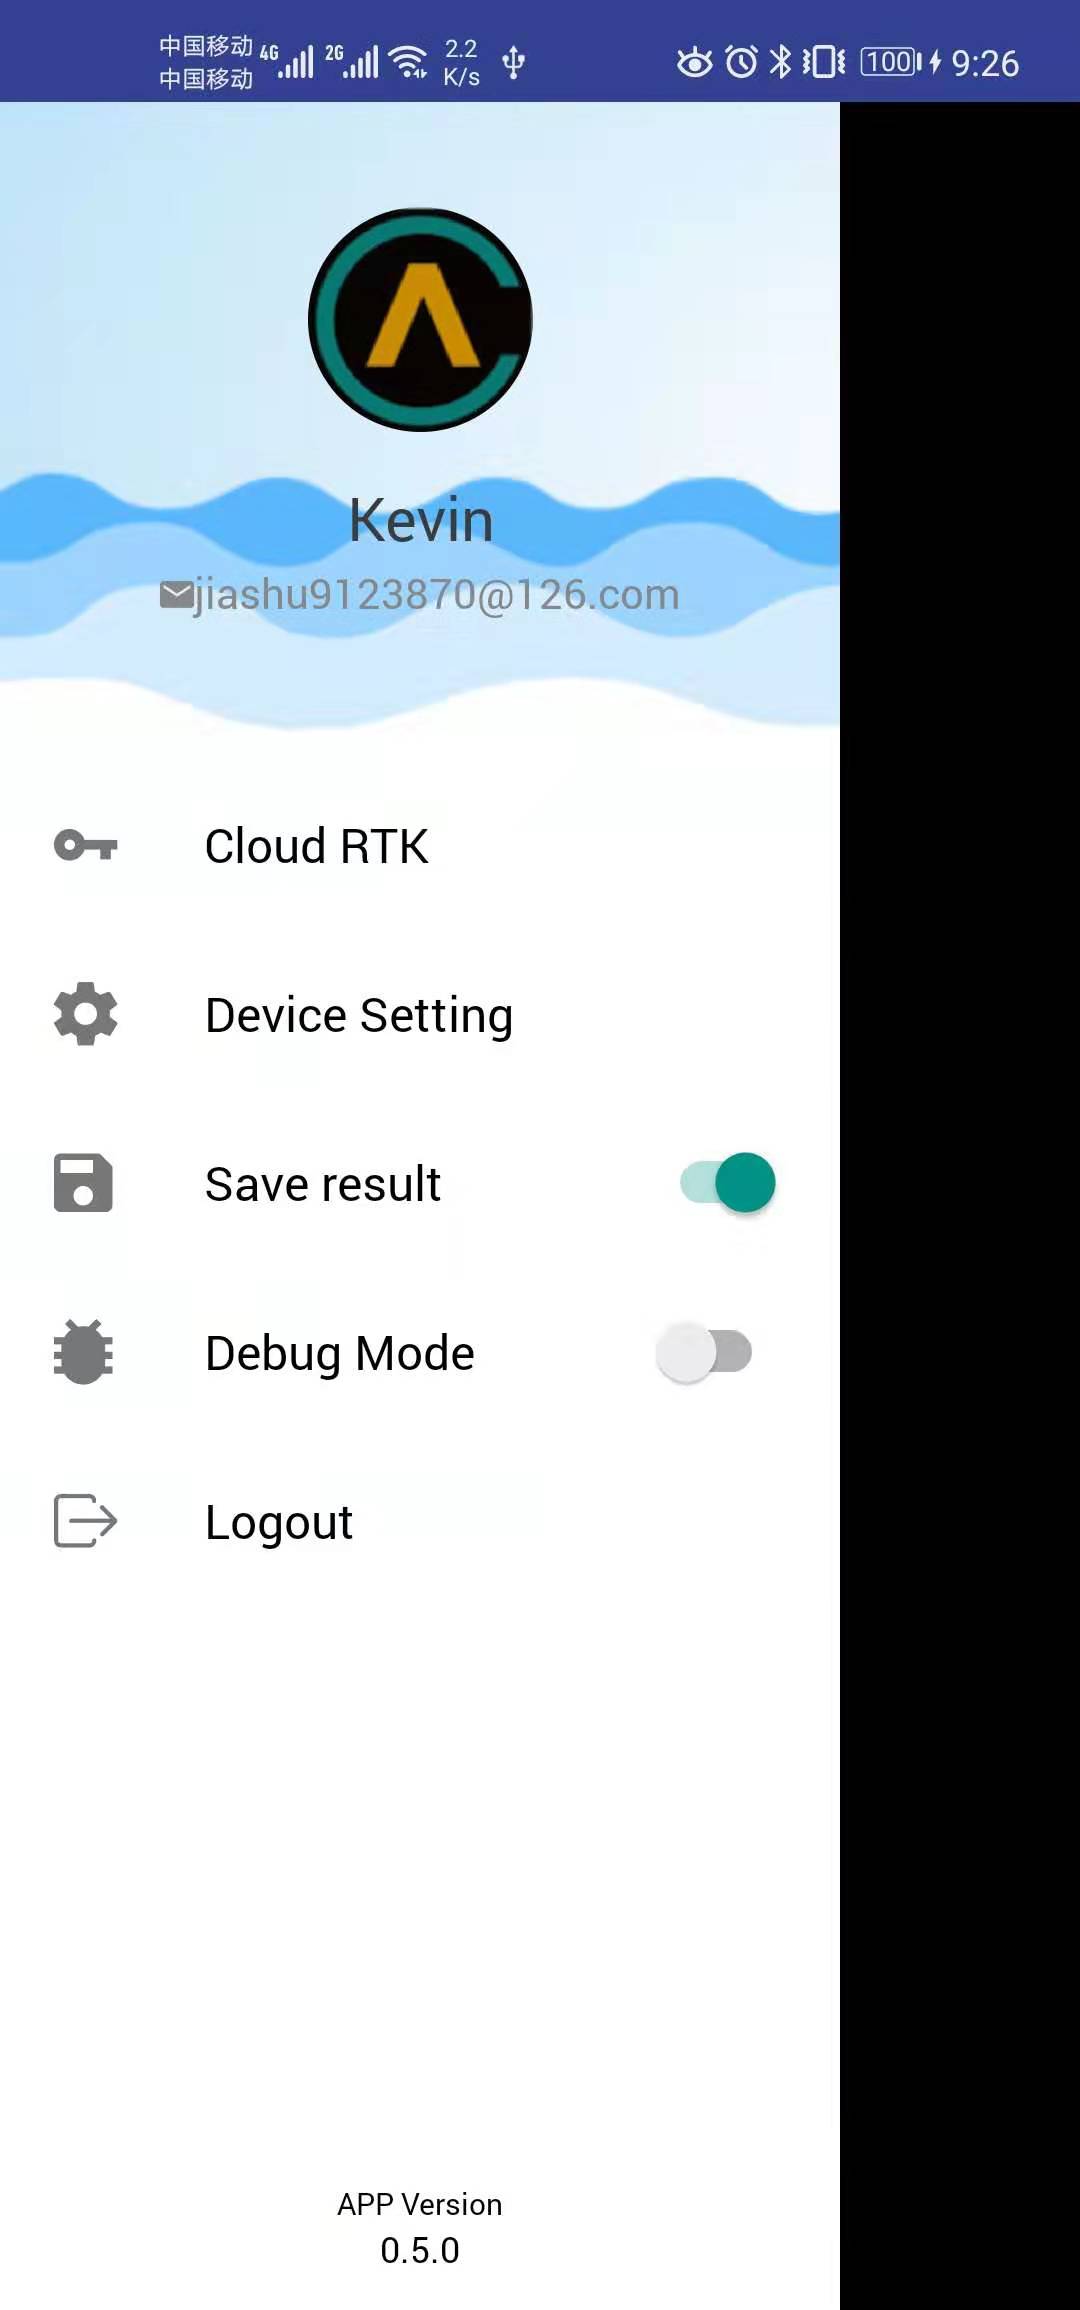 中国移动 4G 2G 2.2 100 9:26
中国移动 K/s
Kevin
jiashu9123870@126.com
Cloud RTK
Device Setting
Save result
Debug Mode
Logout
APP Version
0.5.0